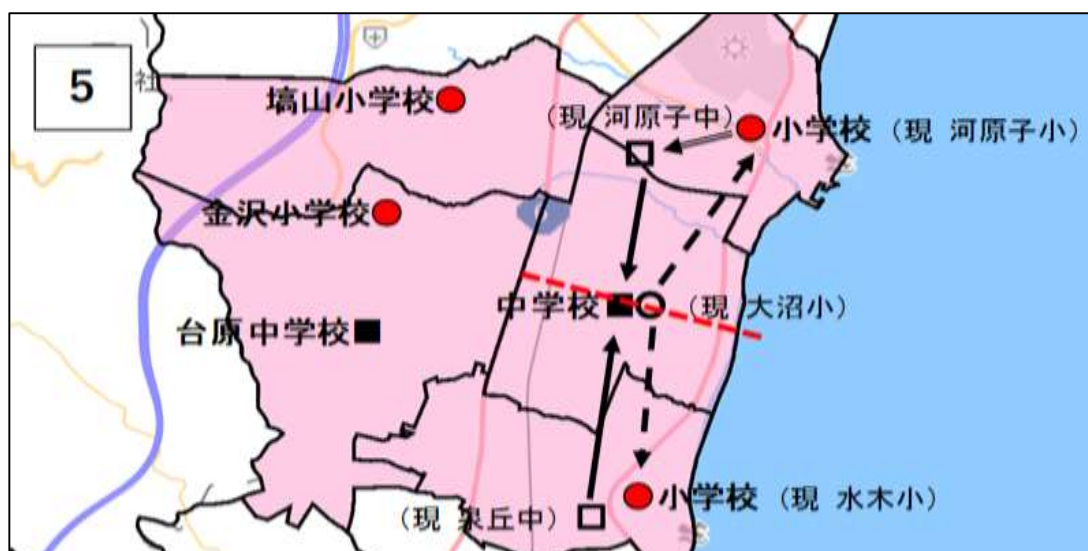 5
社
塙山小学校
(現 河原子中)
小学校 (現 河原子小)
金沢小学校
中学校
(現 大沼小)
台原中学校
小学校 (現 水木小)
(現 泉丘中)